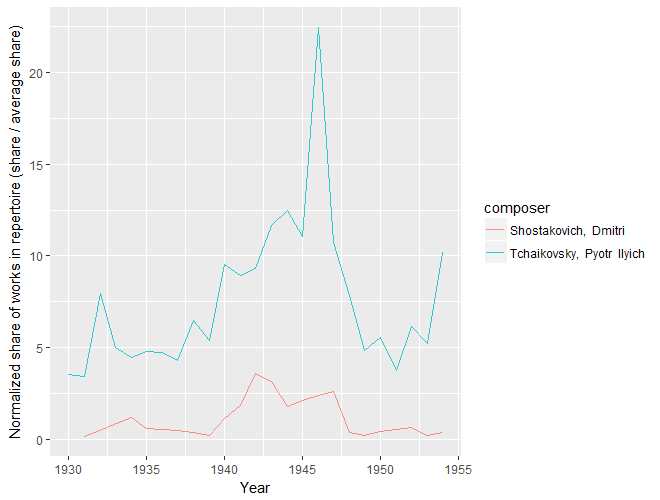 Norrnalized share of works in repertoire (share / average share)
20
15
10
5
0
1930 1935 1940 1945 1950 1955
Year
composer
Shostakovich, Dmitri
Tchaikovsky, Pyotr Ilyich